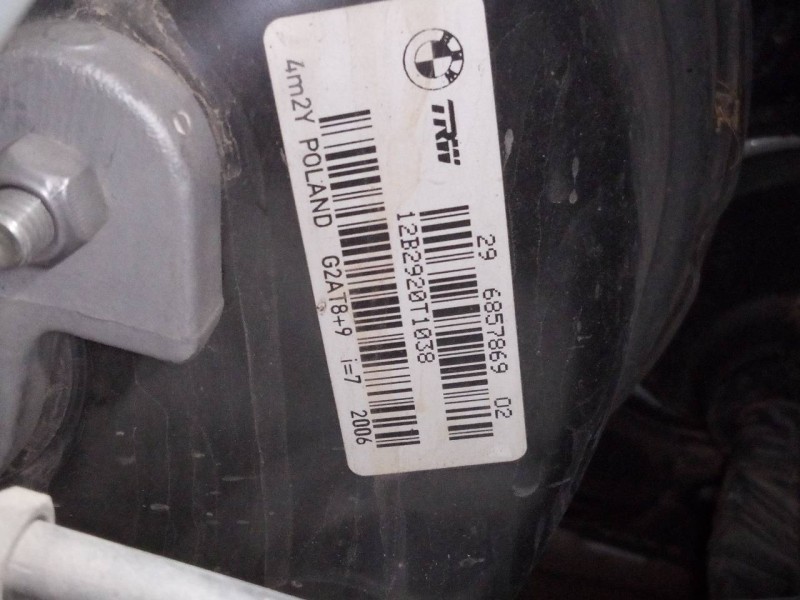 TRW
29 6857869 02
12B2920T1038
4m2Y POLAND G2AT8+9 i=7 2006